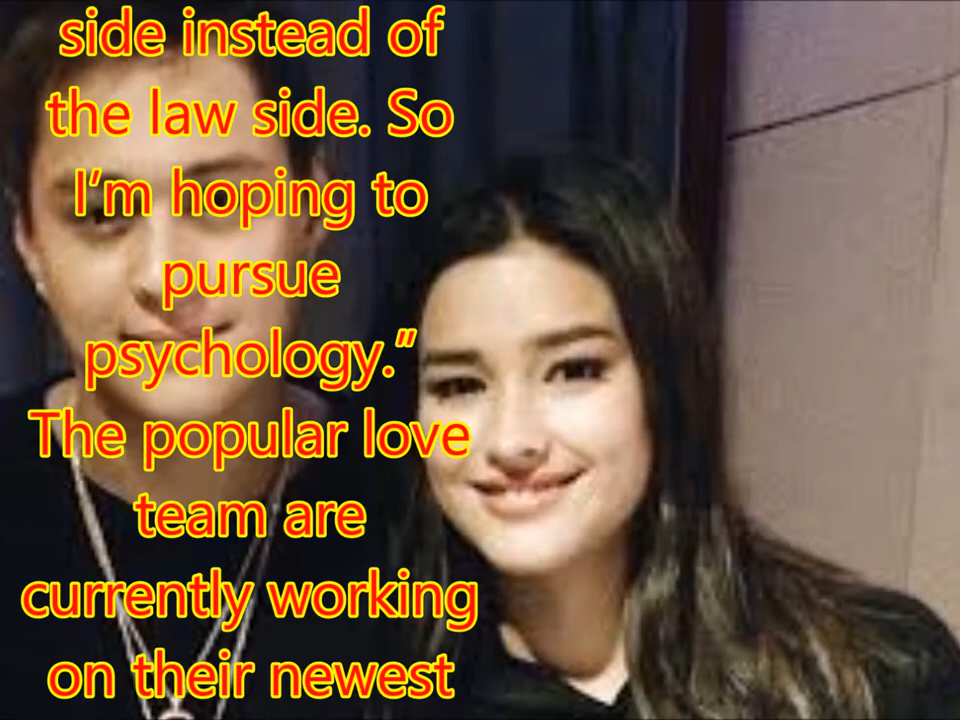 side instead of
the law side. So
I’m hoping to
pursue
psychology.”
The popular love
team are
currently working
on their newest